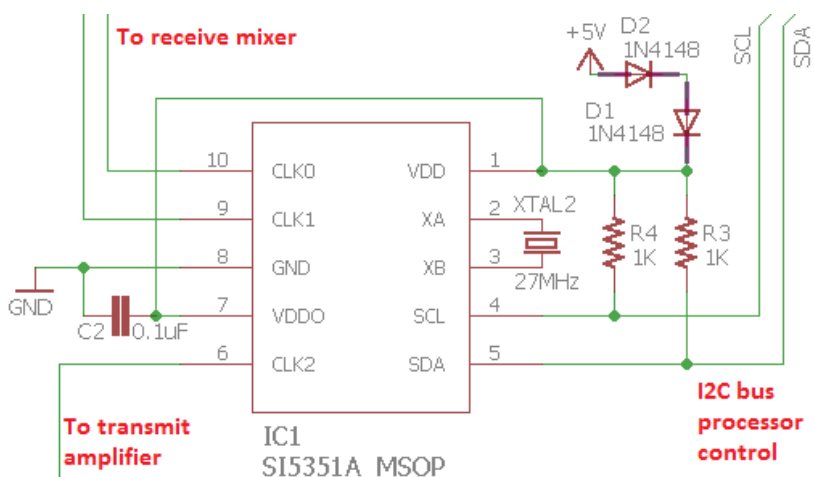 To receive mixer
+5V
D2
1N4148
SCL
SDA
D1
1N4148
10
CLK0
VDD
1
9
CLK1
XA
2
XTAL2
8
GND
XB
3
27MHz
R4
1K
R3
1K
GND
C2
0.1uF
7
VDDO
SCL
4
6
CLK2
SDA
5
To transmit
amplifier
IC1
SI5351A MSOP
I2C bus
processor
control